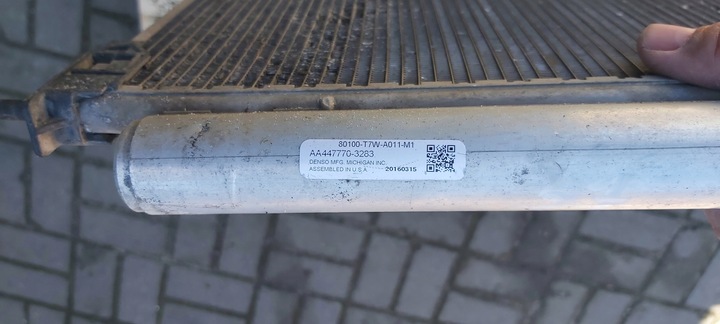 80100-T7W-A011-M1
AA447770-3283
DENSO MFG. MICHIGAN INC.
ASSEMBLED IN U.S.A. 20160315